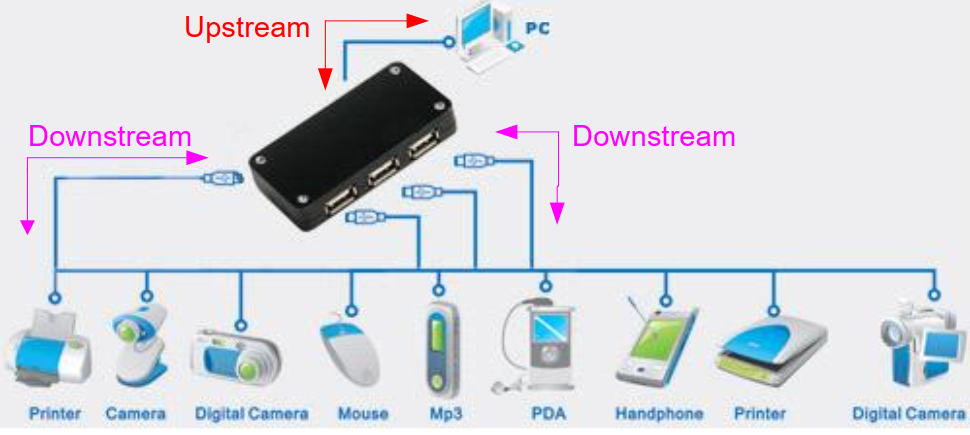 Upstream
PC
Downstream
Downstream
Printer
Camera
Digital Camera
Mouse
Mp3
PDA
Handphone
Printer
Digital Camera